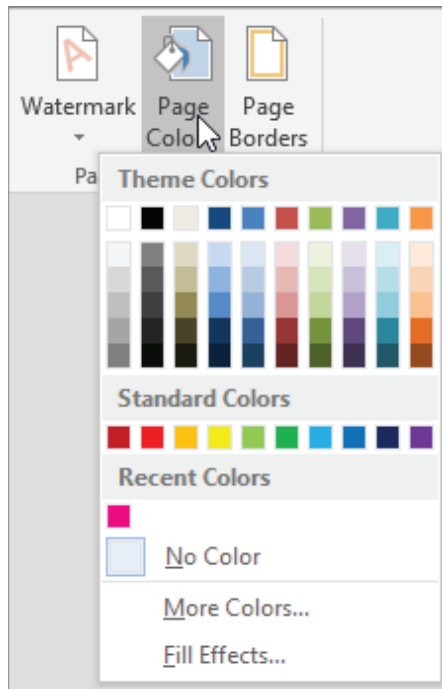 Watermark Page Page
Color Borders
Pa
Theme Colors
Standard Colors
Recent Colors
No Color
More Colors...
Fill Effects...